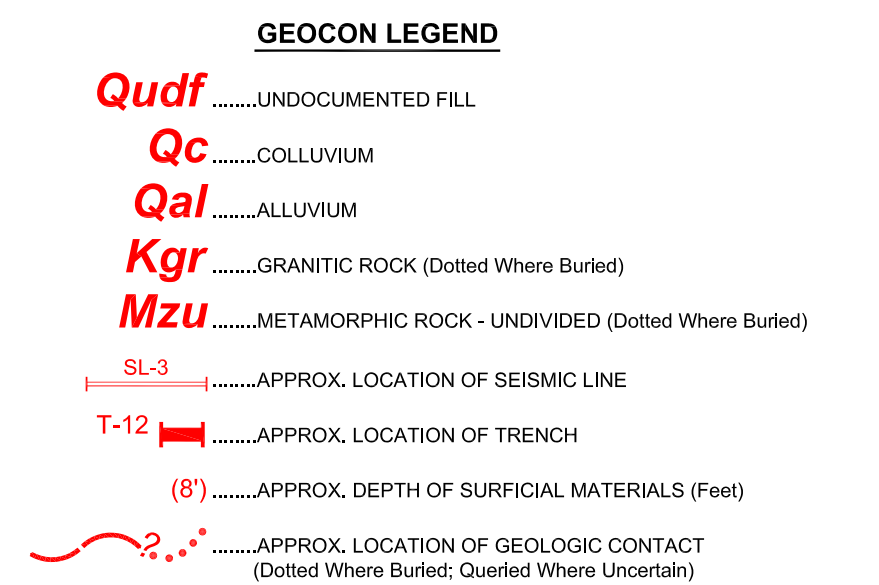 GEOCON LEGEND
Qudf ........UNDOCUMENTED FILL
Qc ........COLLUVIUM
Qal ........ALLUVIUM
Kgr ........GRANITIC ROCK (Dotted Where Buried)
Mzu ........METAMORPHIC ROCK - UNDIVIDED (Dotted Where Buried)
SL-3 ........APPROX. LOCATION OF SEISMIC LINE
T-12 ........APPROX. LOCATION OF TRENCH
(8') ........APPROX. DEPTH OF SURFICIAL MATERIALS (Feet)
? ........APPROX. LOCATION OF GEOLOGIC CONTACT
(Dotted Where Buried; Queried Where Uncertain)